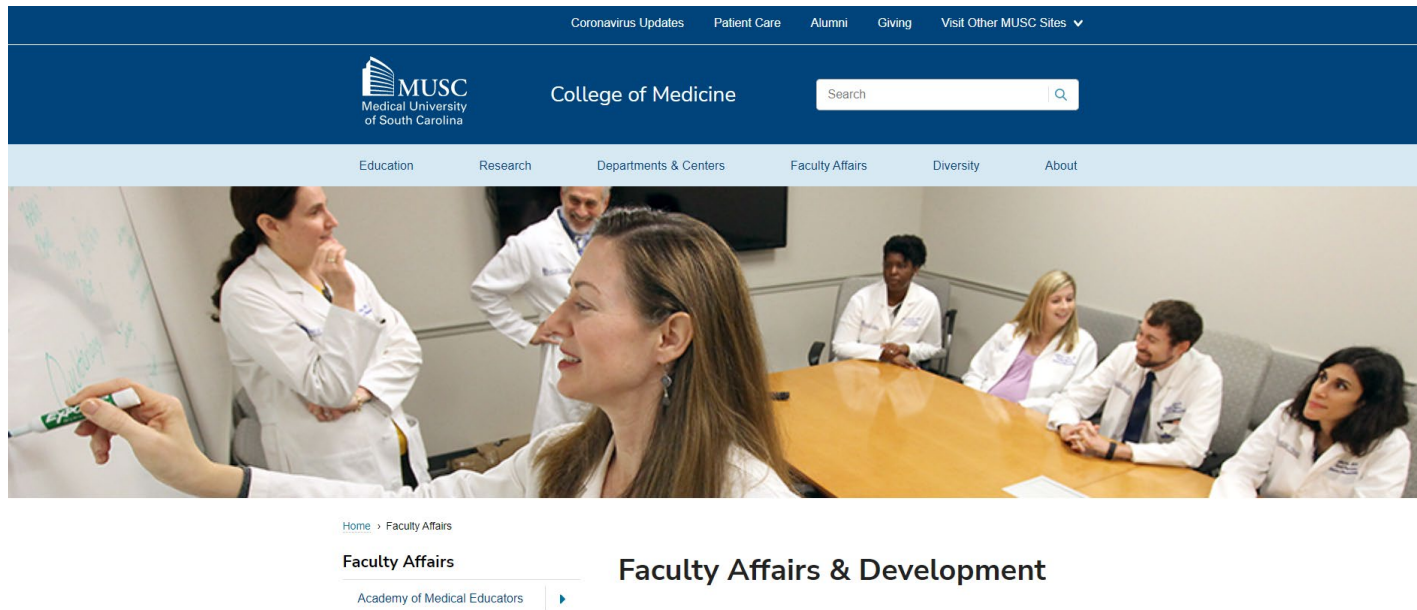 Coronavirus Updates Patient Care Alumni Giving Visit Other MUSC Sites
MUSC
Medical University
of South Carolina
College of Medicine
Search
Education Research Departments & Centers Faculty Affairs Diversity About
EXPO
Home › Faculty Affairs
Faculty Affairs
Faculty Affairs & Development
Academy of Medical Educators